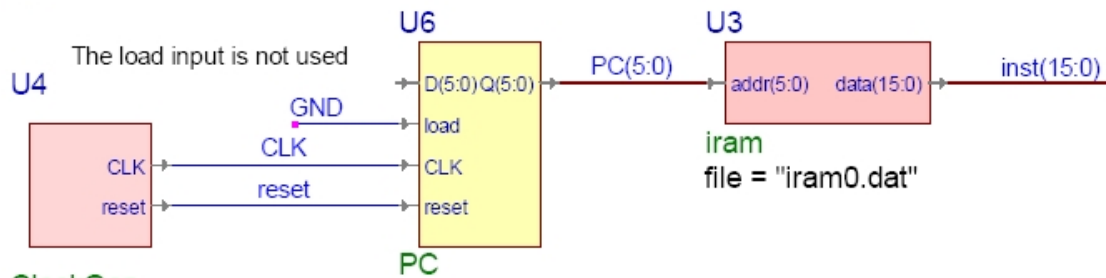 The load input is not used
U4
CLK
reset
GND
CLK
reset
U6
D(5:0) Q(5:0)
load
CLK
reset
PC
PC(5:0)
U3
addr(5:0) data(15:0)
iram
file = "iram0.dat"
inst(15:0)